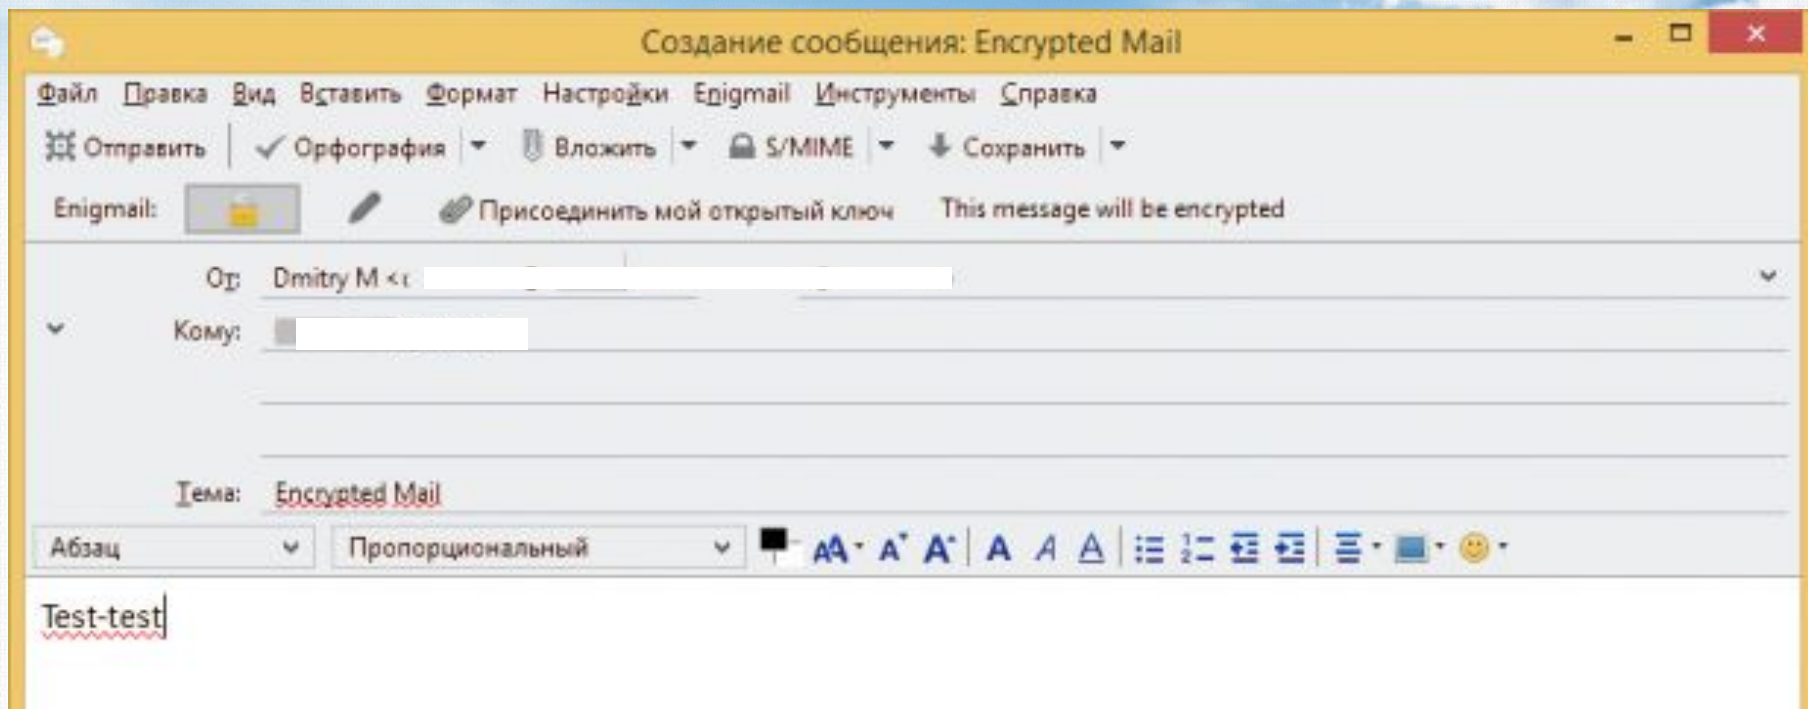 Создание сообщения: Encrypted Mail
Файл Правка Вид Вставить Формат Настройки Enigmail Инструменты Справка
Отправить Орфография Вложить S/MIME Сохранить
Enigmail: Присоединить мой открытый ключ This message will be encrypted
От: Dmitry M <
Кому:
Тема: Encrypted Mail
Абзац Пропорциональный
Test-test